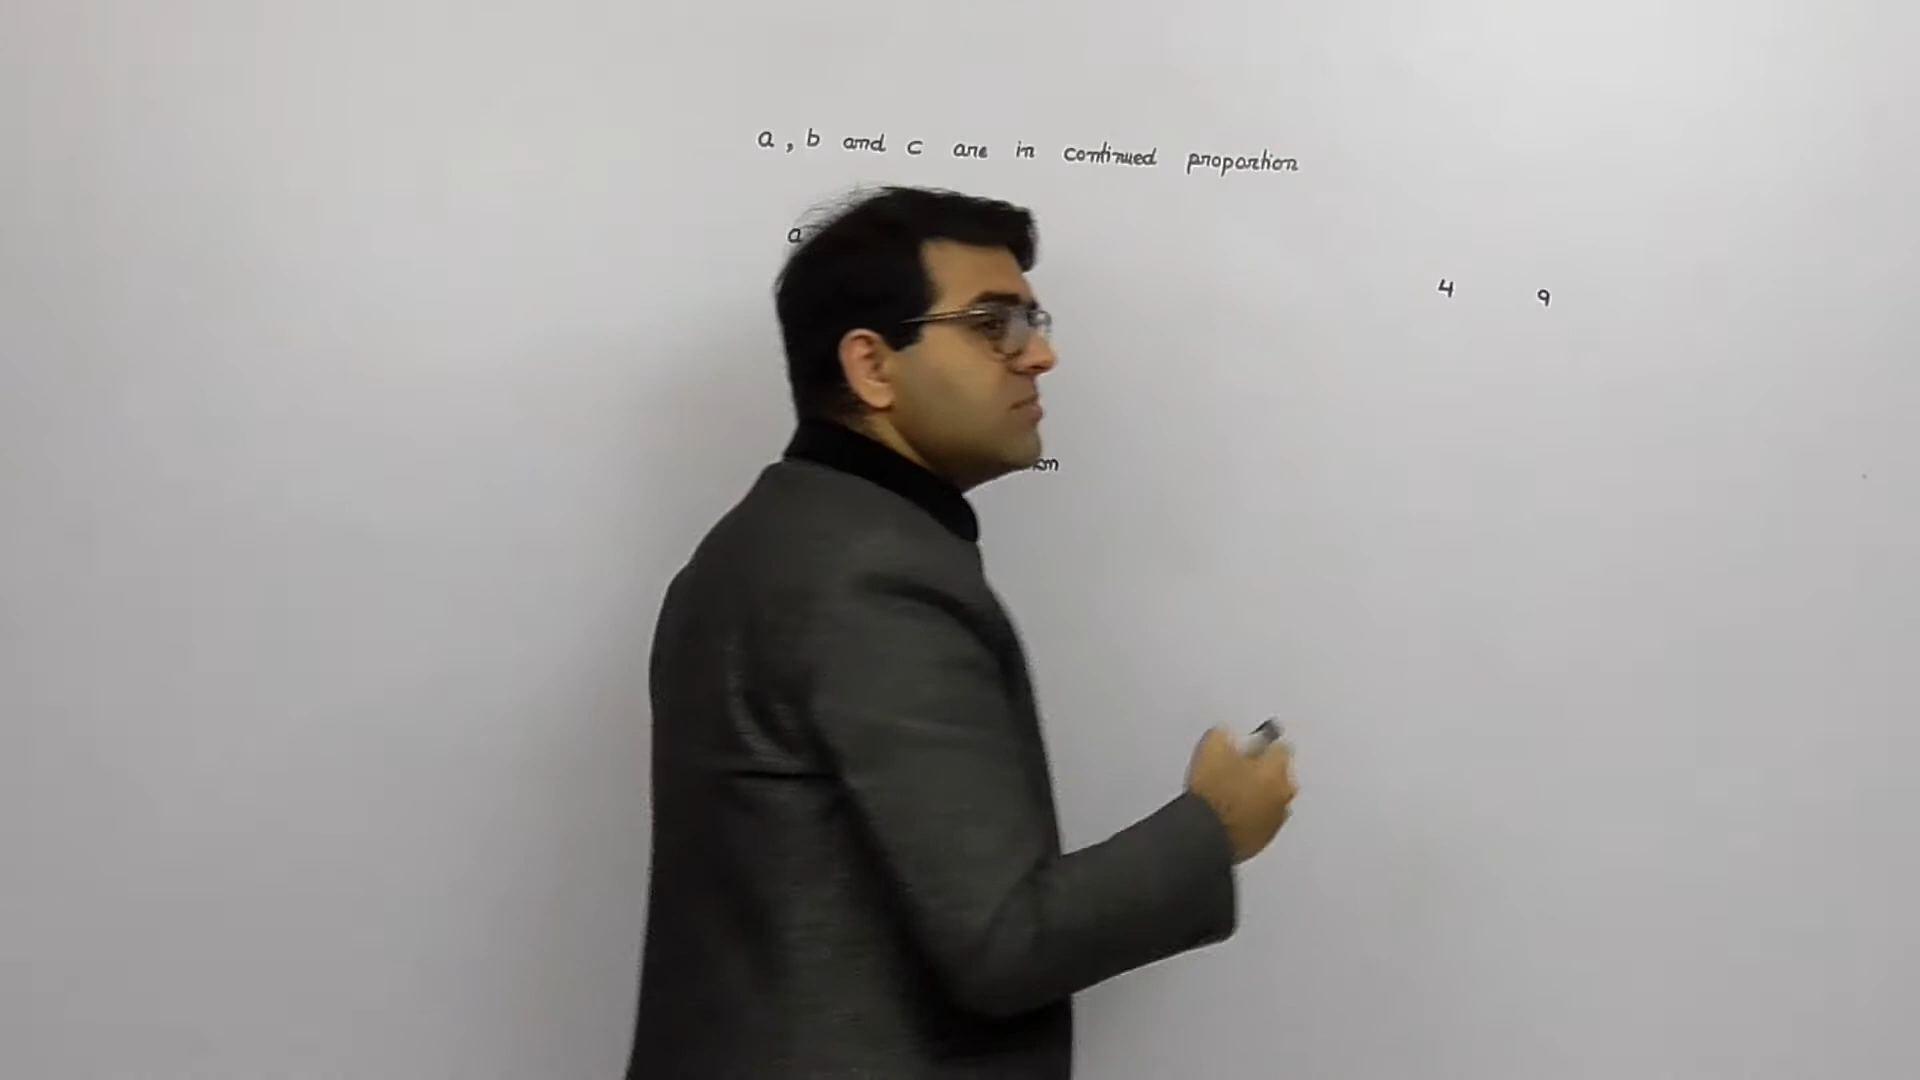 a, b and c are in continued proportion
a
4 9